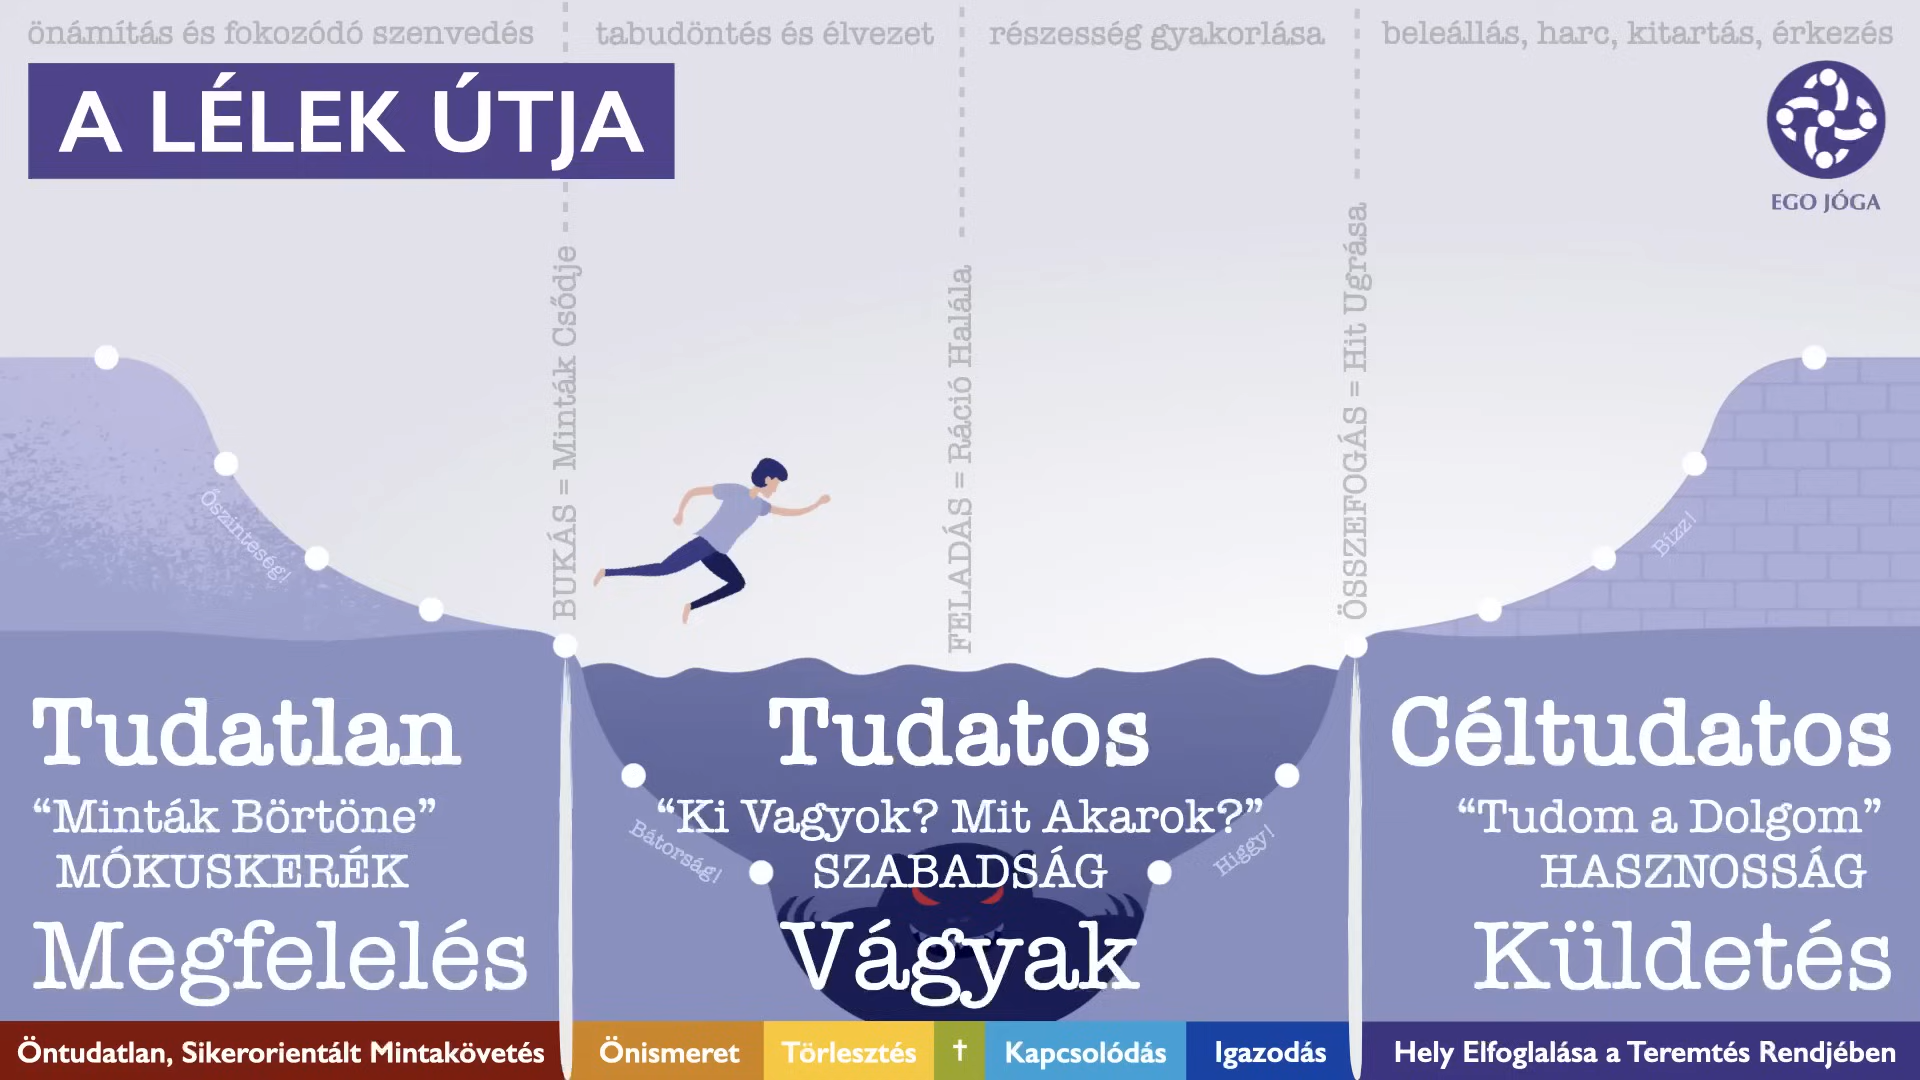 önámítás és fokozódó szenvedés
tabudöntés és élvezet
részesség gyakorlása
beleállás, harc, kitartás, érkezés
A LÉLEK ÚTJA
EGO JÓGA
BUKÁS = Minták Csődje
FELADÁS = Ráció Halála
ÖSSZEFOGÁS = Hit Ugrása
Őszinteség!
Bízz!
Tudatlan
“Minták Börtöne”
MÓKUSKERÉK
Megfelelés
Bátorság!
Tudatos
“Ki Vagyok? Mit Akarok?”
SZABADSÁG
Vágyak
Higgy!
Céltudatos
“Tudom a Dolgom”
HASZNOSSÁG
Küldetés
Öntudatlan, Sikerorientált Mintakövetés
Önismeret
Törlesztés
✝
Kapcsolódás
Igazodás
Hely Elfoglalása a Teremtés Rendjében